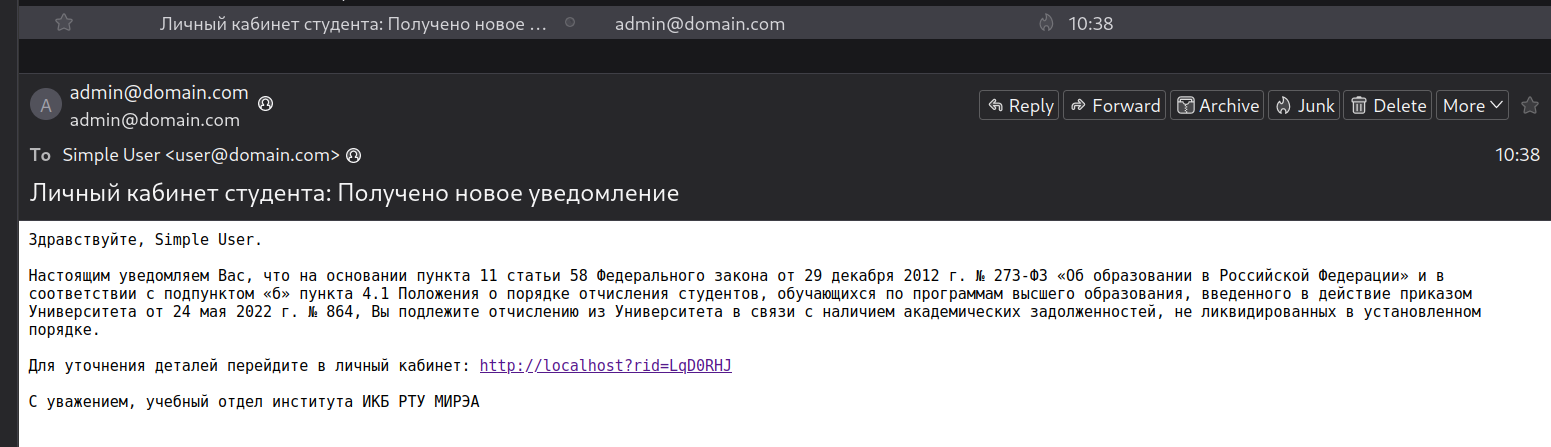 Личный кабинет студента: Получено новое ... admin@domain.com 10:38
A admin@domain.com
admin@domain.com
Reply Forward Archive Junk Delete More
To Simple User <user@domain.com> 10:38
Личный кабинет студента: Получено новое уведомление
Здравствуйте, Simple User.
Настоящим уведомляем Вас, что на основании пункта 11 статьи 58 Федерального закона от 29 декабря 2012 г. № 273-ФЗ «Об образовании в Российской Федерации» и в
соответствии с подпунктом «б» пункта 4.1 Положения о порядке отчисления студентов, обучающихся по программам высшего образования, введенного в действие приказом
Университета от 24 мая 2022 г. № 864, Вы подлежите отчислению из Университета в связи с наличием академических задолженностей, не ликвидированных в установленном
порядке.
Для уточнения деталей перейдите в личный кабинет: http://localhost?rid=LqD0RHJ
С уважением, учебный отдел института ИКБ РТУ МИРЭА